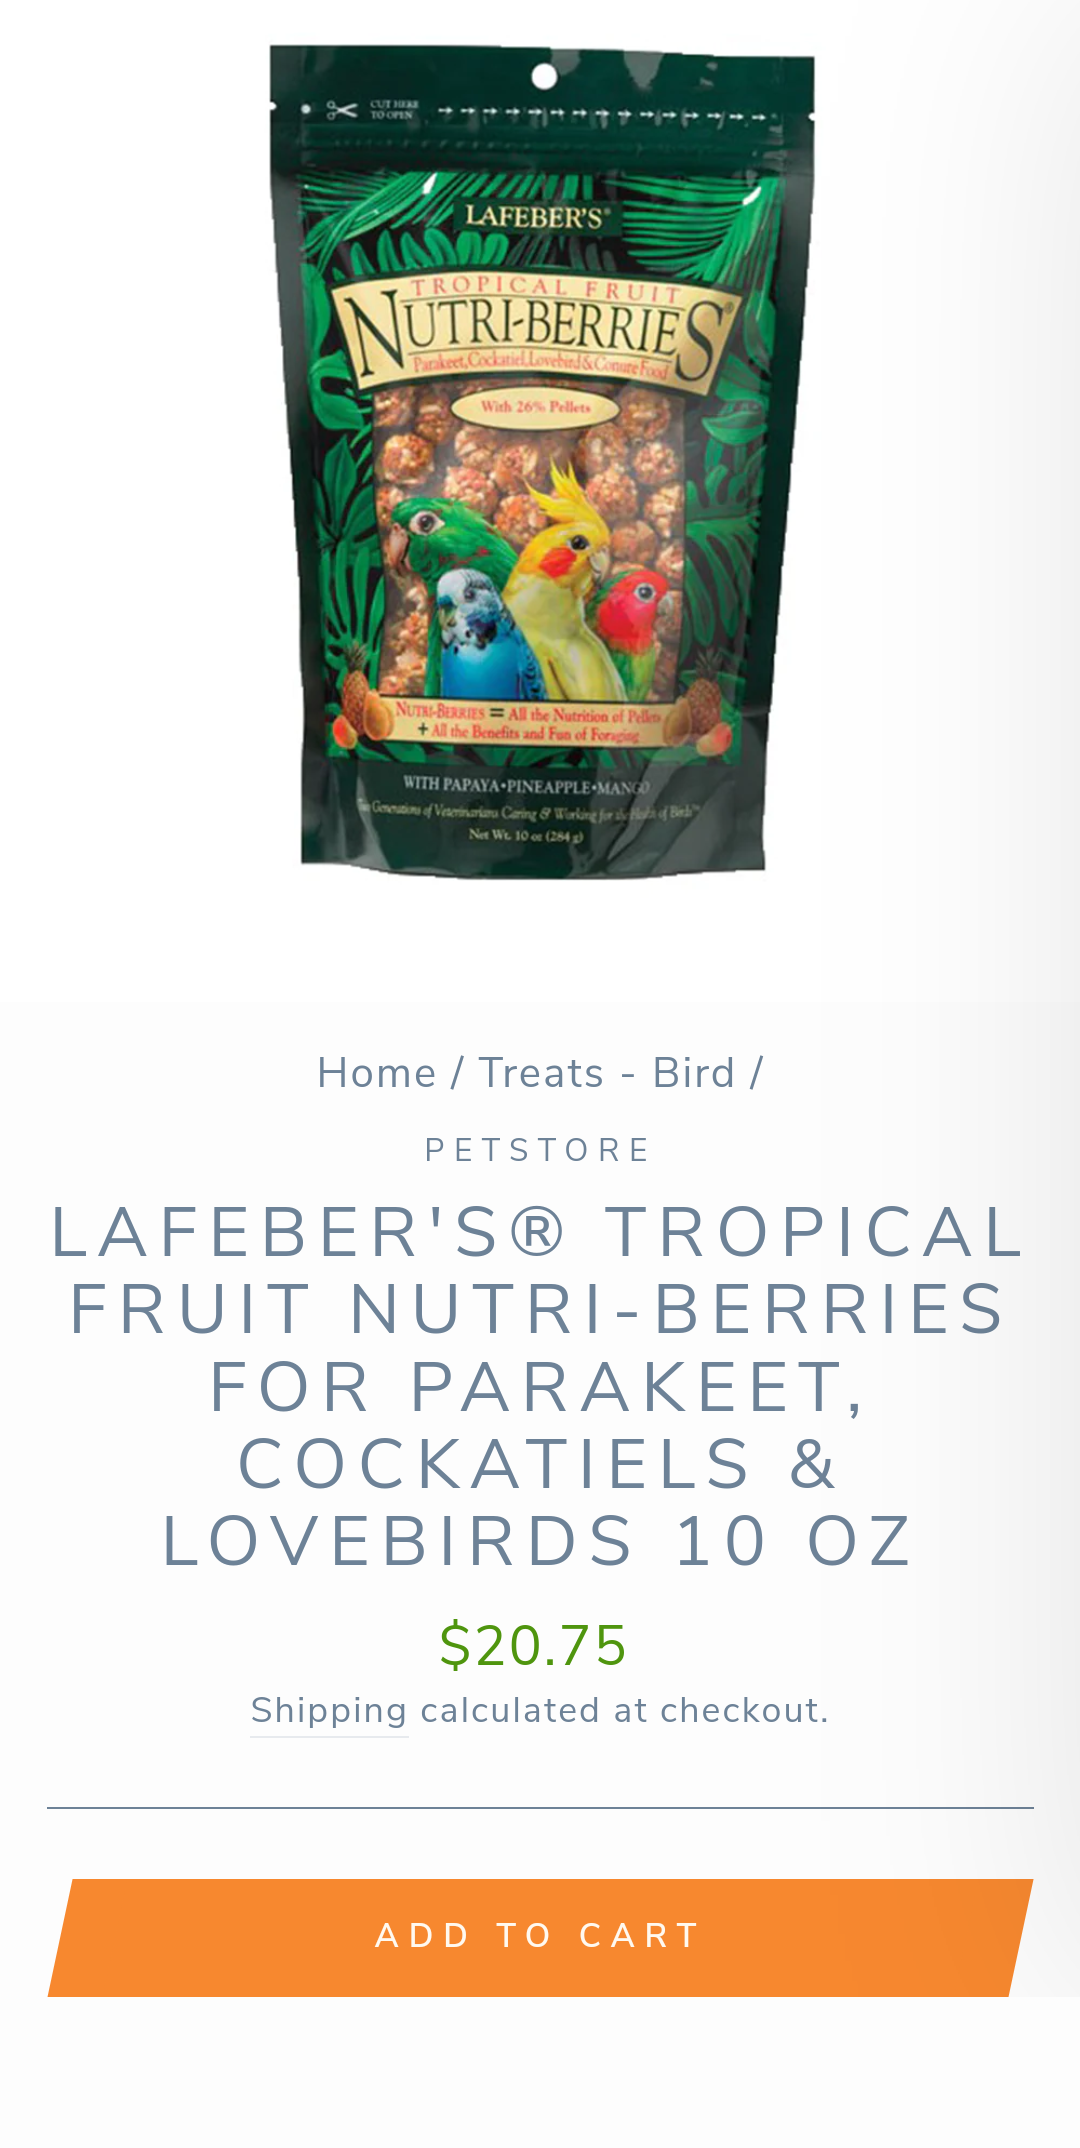 CUT HERE
TO OPEN
LAFEBER'S®
TROPICAL FRUIT
NUTRI-BERRIES®
Parakeet, Cockatiel, Lovebird & Conure Food
With 26% Pellets
NUTRI-BERRIES = All the Nutrition of Pellets
+ All the Benefits and Fun of Foraging
WITH PAPAYA•PINEAPPLE•MANGO
Two Generations of Veterinarians Caring & Working for the Health of Birds™
Net Wt. 10 oz (284 g)
Home / Treats - Bird /
PETSTORE
LAFEBER'S® TROPICAL
FRUIT NUTRI-BERRIES
FOR PARAKEET,
COCKATIELS &
LOVEBIRDS 10 OZ
$20.75
Shipping calculated at checkout.
ADD TO CART